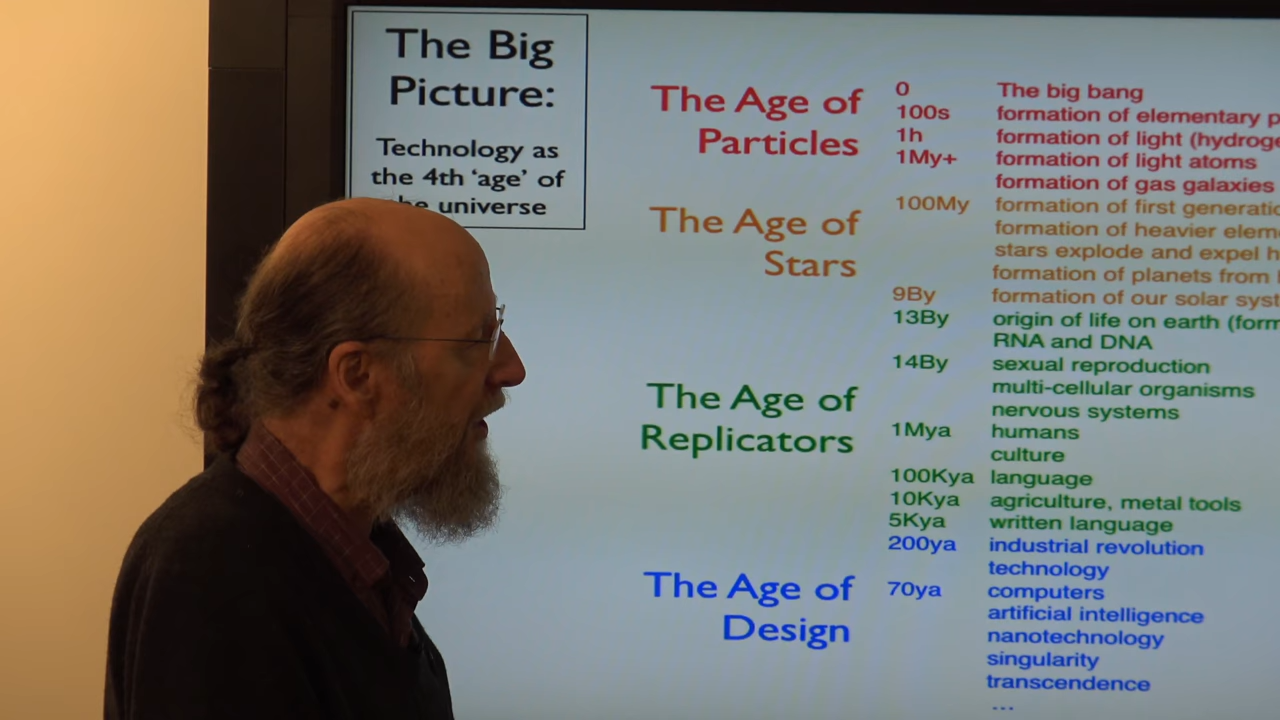 The Big
Picture:
Technology as
the 4th 'age' of
the universe
The Age of
Particles
0 The big bang
100s formation of elementary
1h formation of light
1My+ formation of light atoms
formation of gas galaxies
The Age of
Stars
100My formation of first
formation of heavier
stars explode and expel
formation of planets from
9By formation of our solar
The Age of
Replicators
13By origin of life on earth
RNA and DNA
14By sexual reproduction
multi-cellular organisms
nervous systems
1Mya humans
culture
100Kya language
10Kya agriculture, metal tools
5Kya written language
The Age of
Design
200ya industrial revolution
technology
70ya computers
artificial intelligence
nanotechnology
singularity
transcendence
...